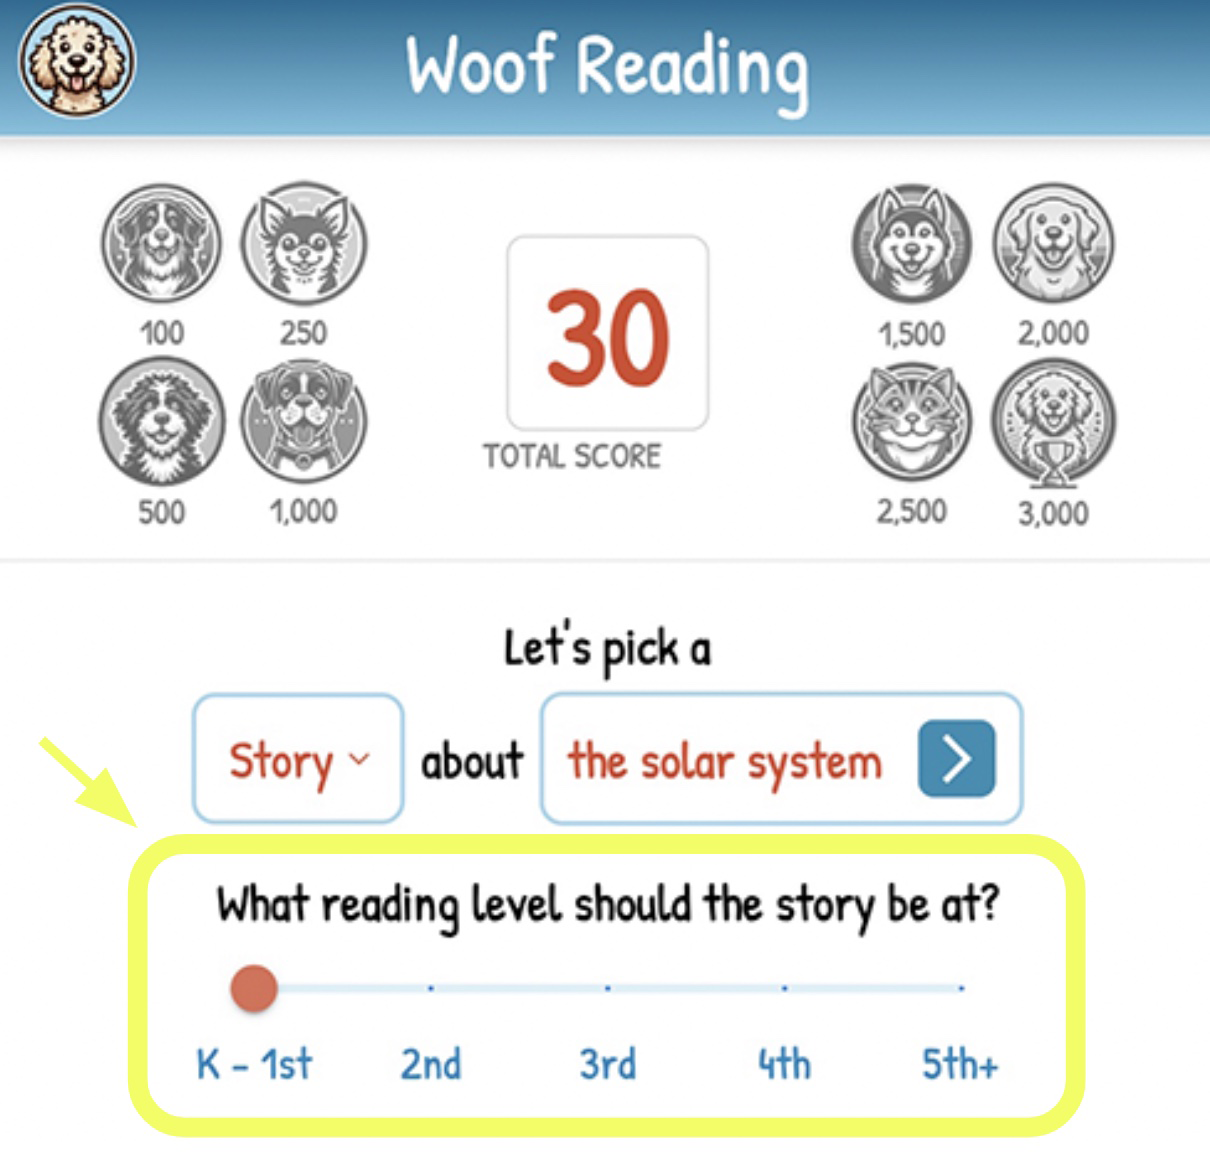 Woof Reading
100 250
500 1,000
30
TOTAL SCORE
1,500 2,000
2,500 3,000
Let's pick a
Story about the solar system
What reading level should the story be at?
K - 1st 2nd 3rd 4th 5th+